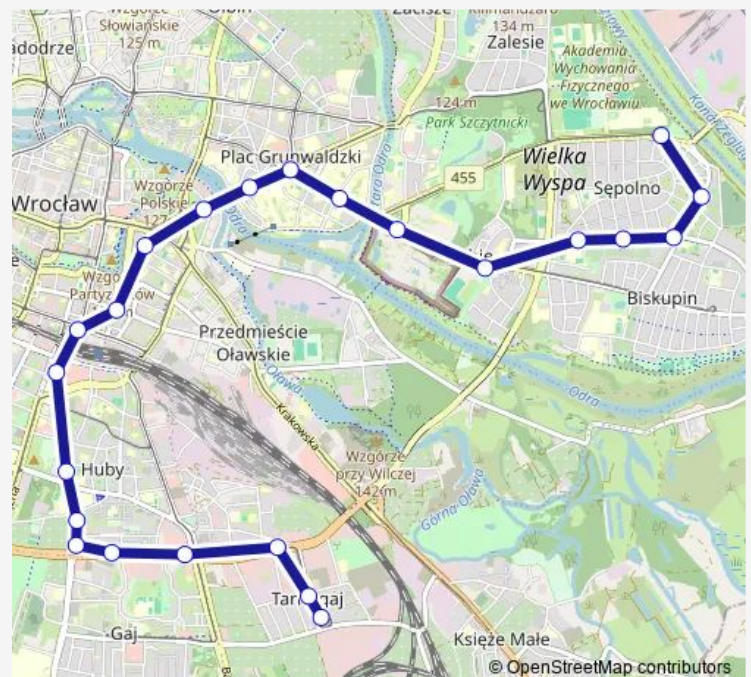 Wzgórze
Słowiańskie
125 m
Zacisze
Kilimandżaro
134 m
Zalesie
Akademia
Wychowania
Fizycznego
we Wrocławiu
124 m
Park Szczytnicki
Plac Grunwaldzki
455
Wielka
Wyspa
Sępolno
Wzgórze
Polskie
Wrocław
Odra
Biskupin
Przedmieście
Oławskie
Oława
Krakowska
Odra
Huby
Wzgórze
przy Wilczej
142 m
Górna Oława
Gaj
Księże Małe
© OpenStreetMap contributors